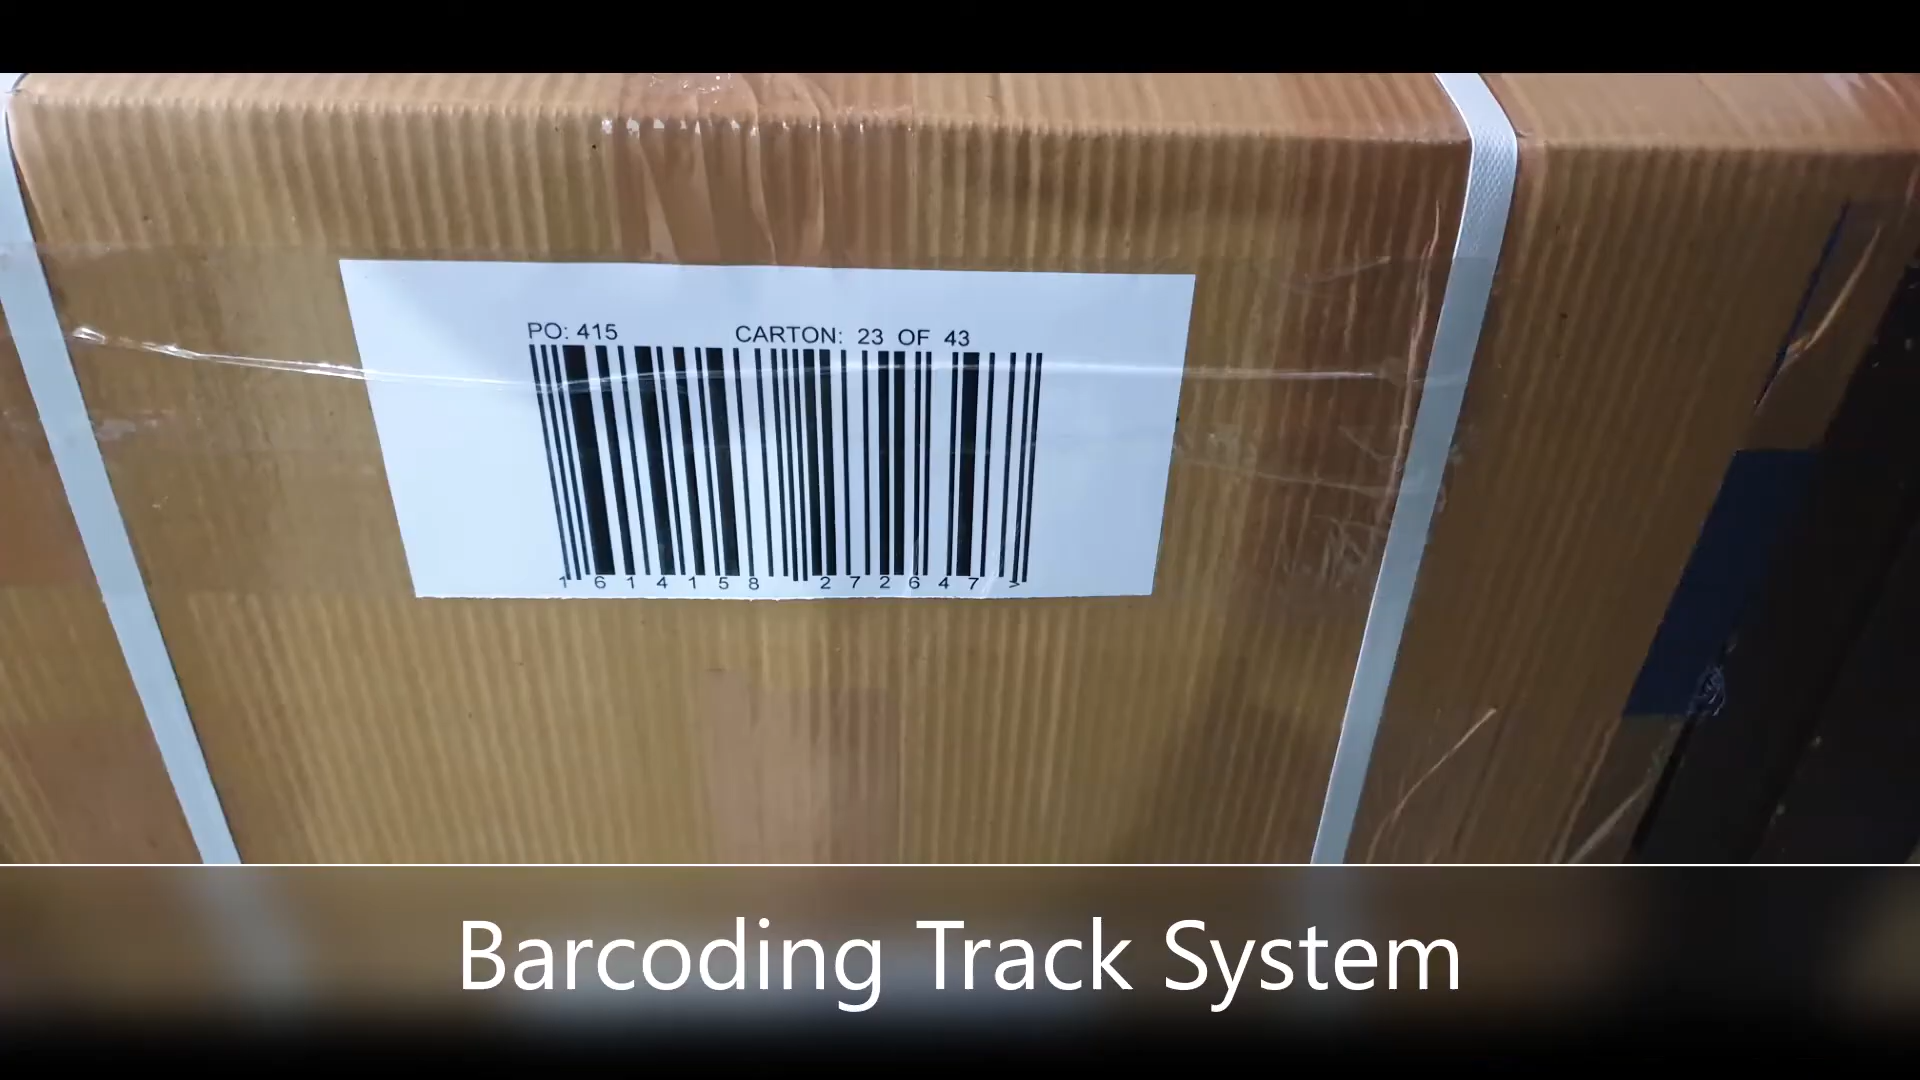 PO: 415 CARTON: 23 OF 43
1 6 1 4 1 5 8 2 7 2 6 4 7 >
Barcoding Track System